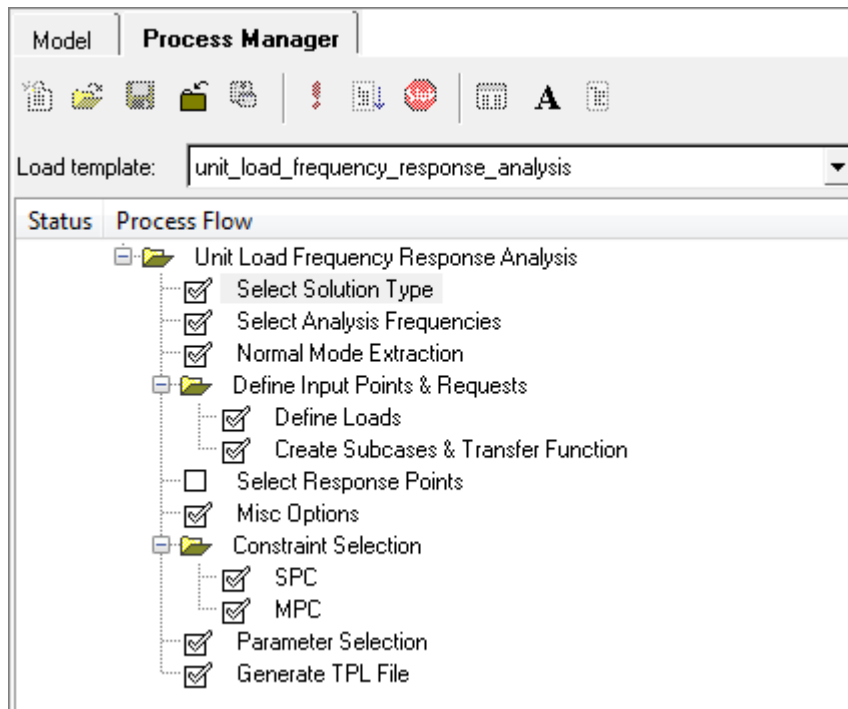 Model Process Manager
STOP A
Load template: unit_load_frequency_response_analysis
Status Process Flow
Unit Load Frequency Response Analysis
Select Solution Type
Select Analysis Frequencies
Normal Mode Extraction
Define Input Points & Requests
Define Loads
Create Subcases & Transfer Function
Select Response Points
Misc Options
Constraint Selection
SPC
MPC
Parameter Selection
Generate TPL File